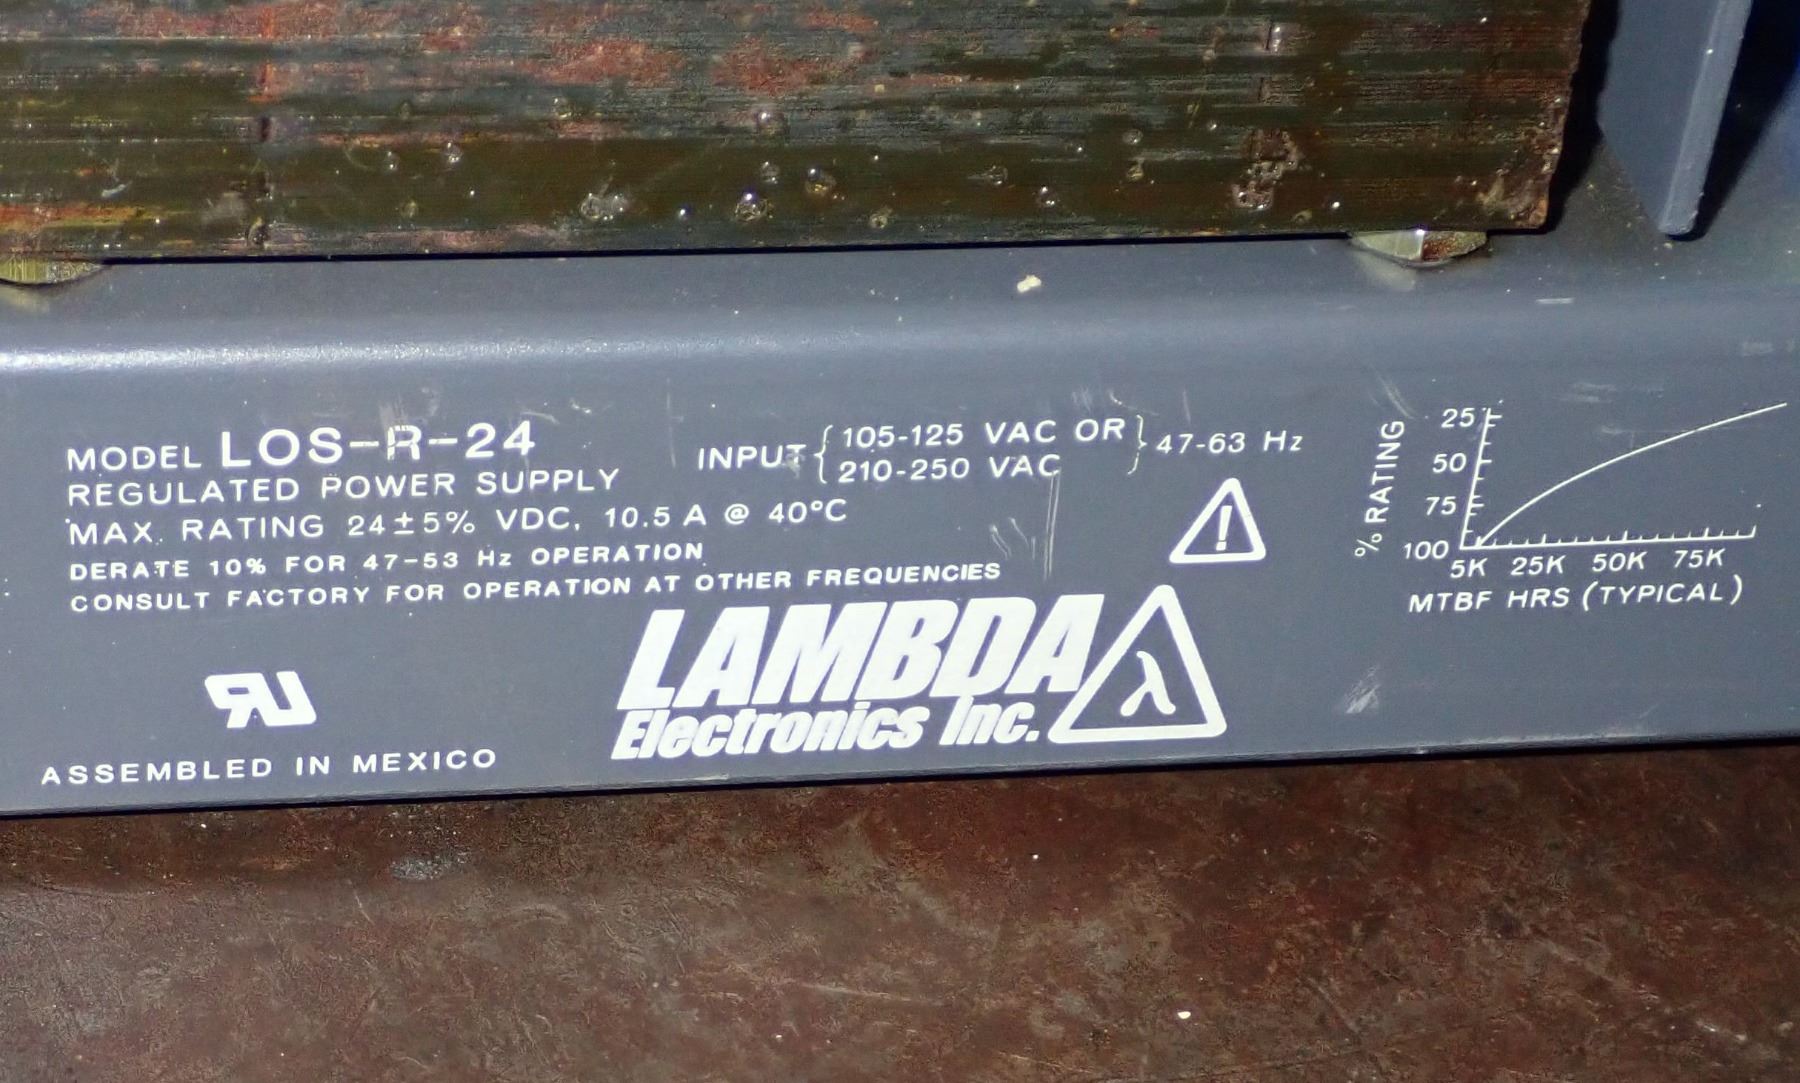 MODEL LOS-R-24
REGULATED POWER SUPPLY
MAX. RATING 24±5% VDC, 10.5 A @ 40°C
DERATE 10% FOR 47-53 Hz OPERATION
CONSULT FACTORY FOR OPERATION AT OTHER FREQUENCIES
INPUT { 105-125 VAC OR } 47-63 Hz
210-250 VAC
!
% RATING
25
50
75
100
5K 25K 50K 75K
MTBF HRS (TYPICAL)
LAMBDA
Electronics Inc.
λ
RU
ASSEMBLED IN MEXICO